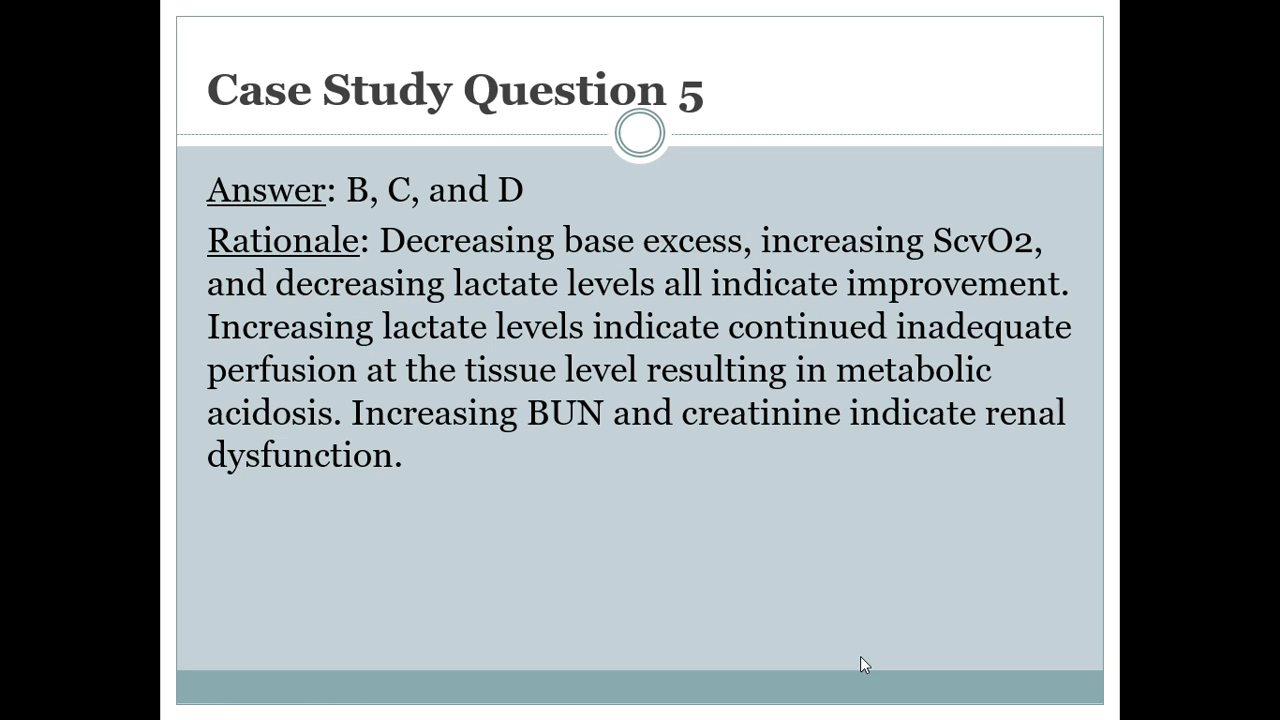 Case Study Question 5
Answer: B, C, and D
Rationale: Decreasing base excess, increasing ScvO2,
and decreasing lactate levels all indicate improvement.
Increasing lactate levels indicate continued inadequate
perfusion at the tissue level resulting in metabolic
acidosis. Increasing BUN and creatinine indicate renal
dysfunction.